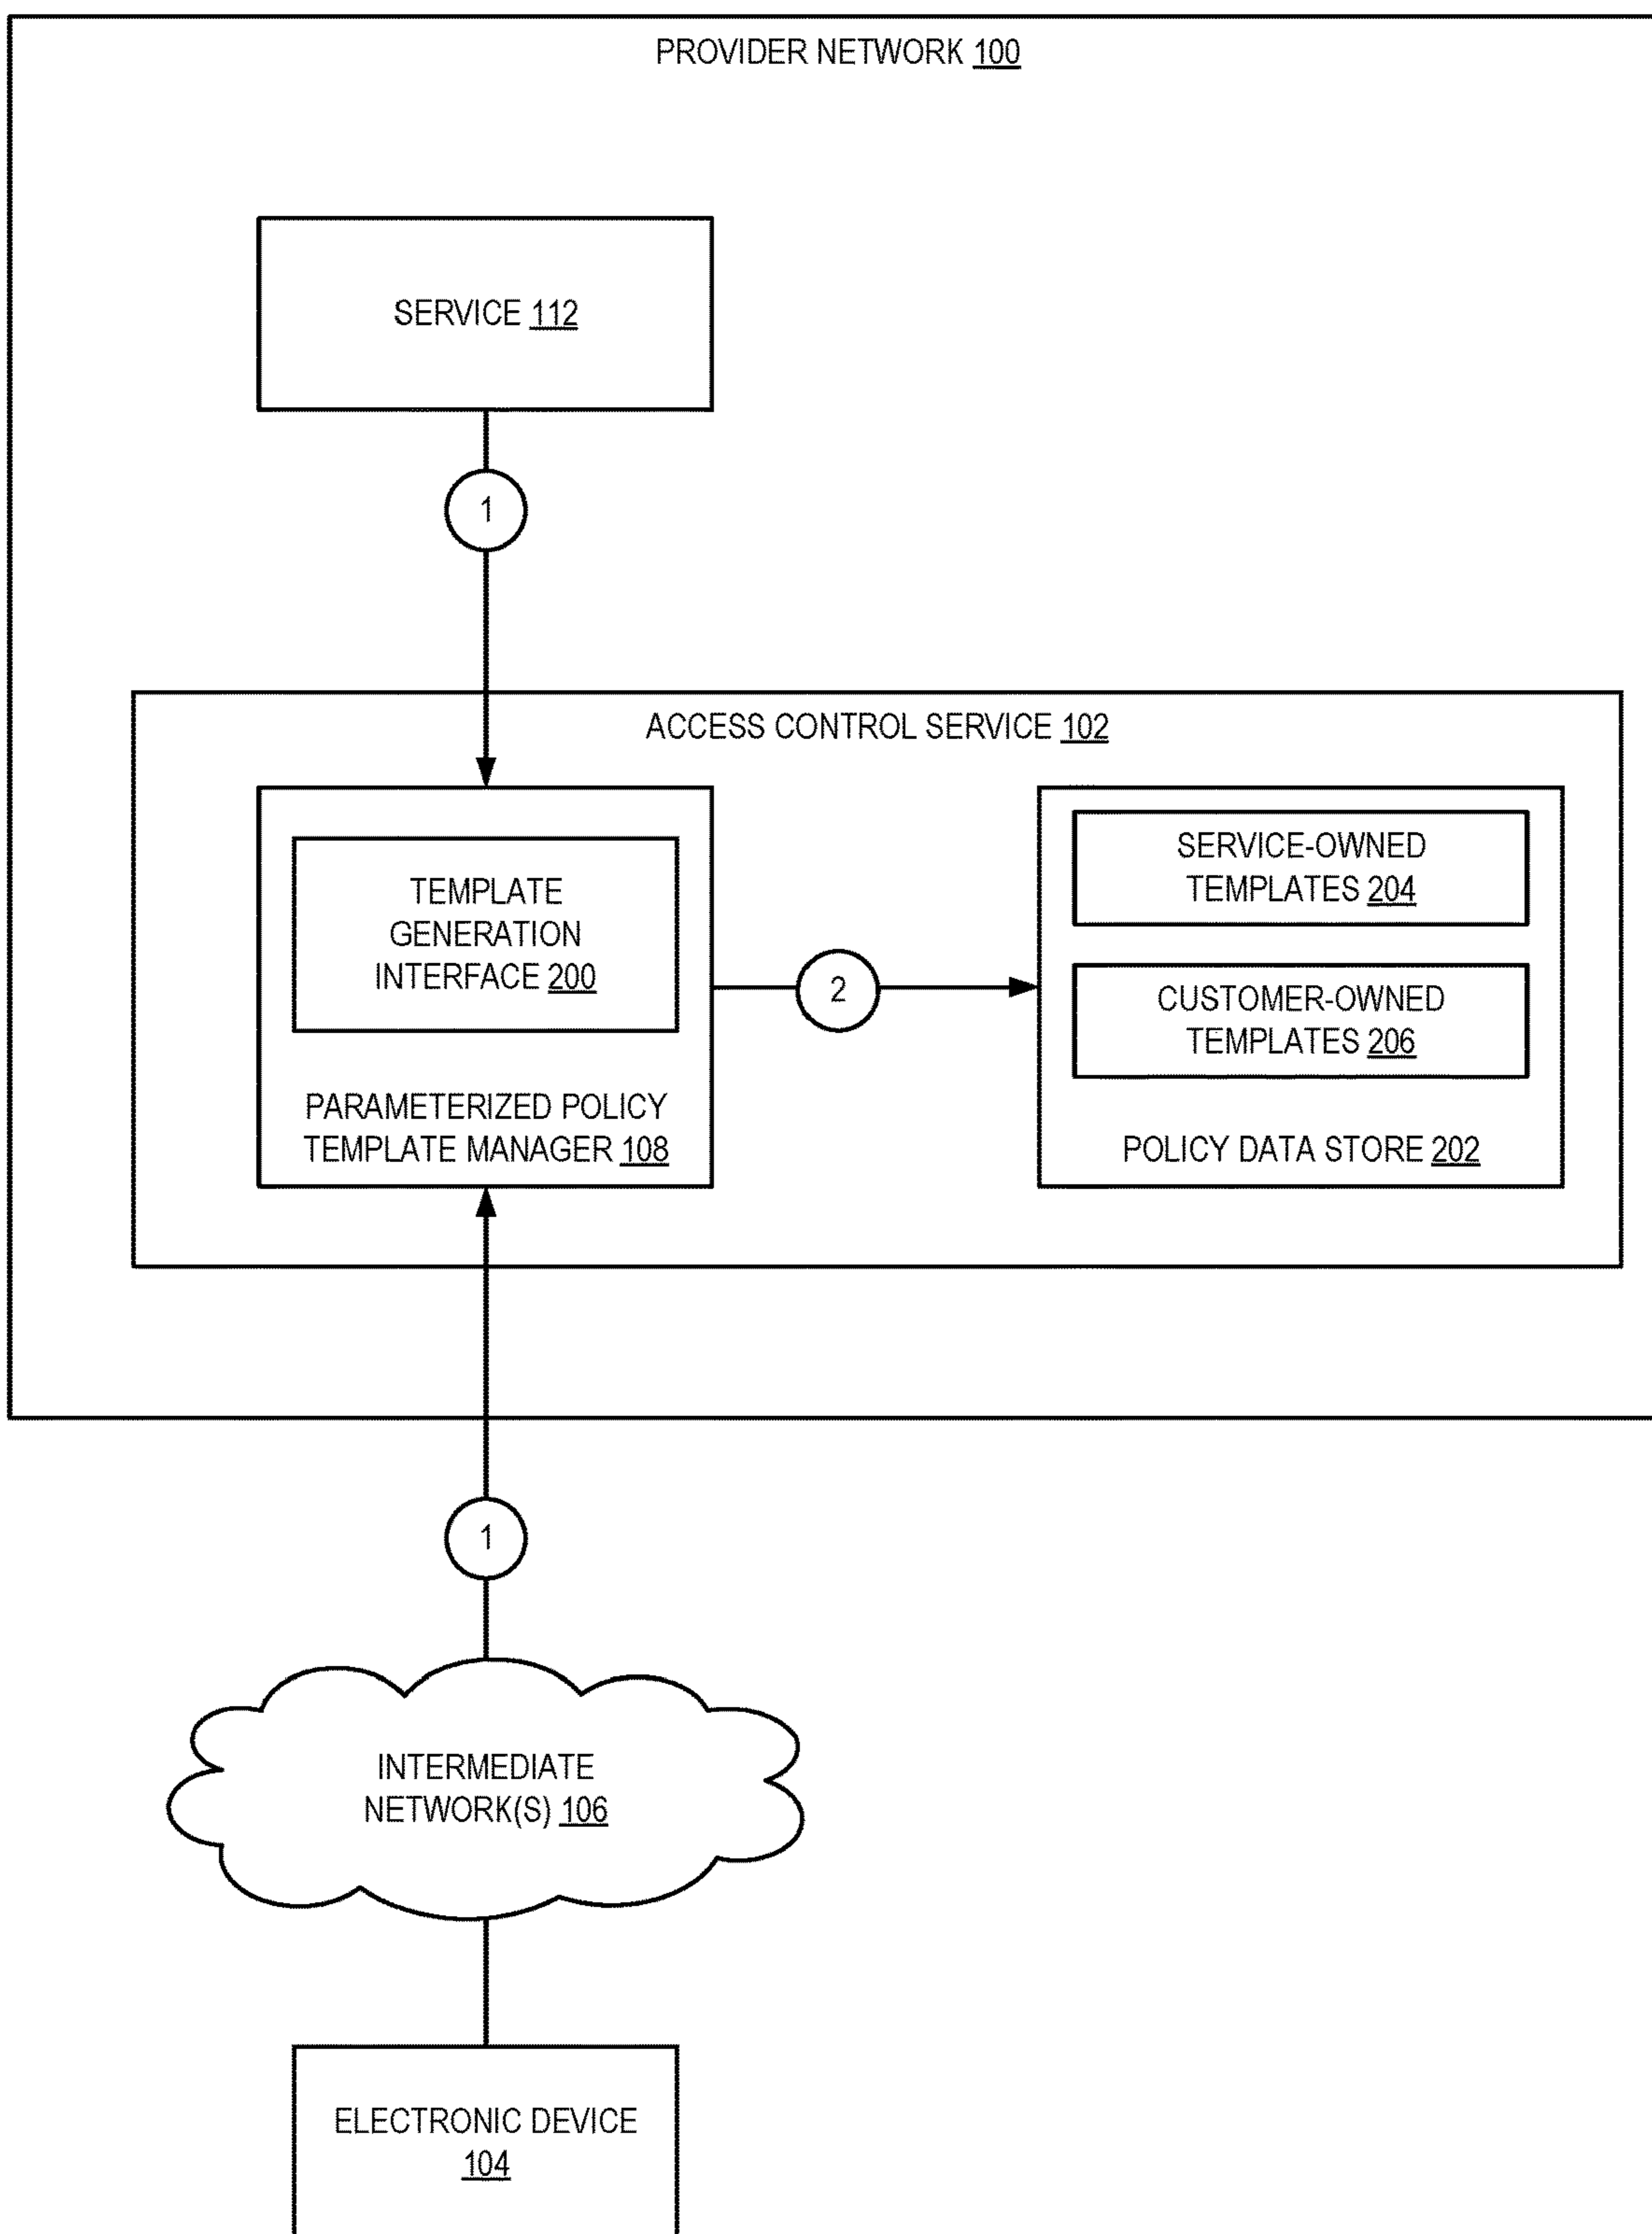 PROVIDER NETWORK 100
SERVICE 112
1
ACCESS CONTROL SERVICE 102
TEMPLATE
GENERATION
INTERFACE 200
PARAMETERIZED POLICY
TEMPLATE MANAGER 108
2
SERVICE-OWNED
TEMPLATES 204
CUSTOMER-OWNED
TEMPLATES 206
POLICY DATA STORE 202
1
INTERMEDIATE
NETWORK(S) 106
ELECTRONIC DEVICE
104